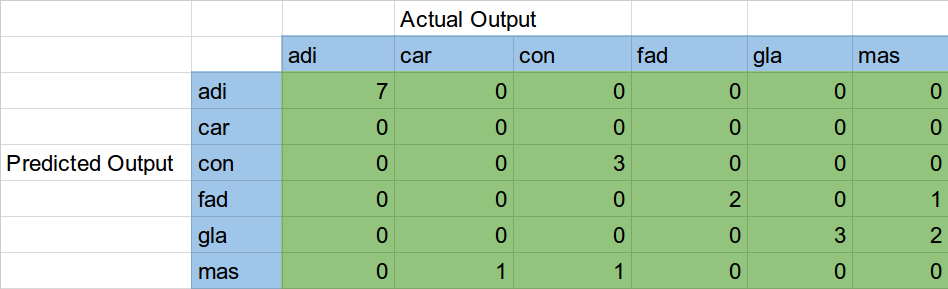 Actual Output
adi car con fad gla mas
adi 7 0 0 0 0 0
car 0 0 0 0 0 0
Predicted Output con 0 0 3 0 0 0
fad 0 0 0 2 0 1
gla 0 0 0 0 3 2
mas 0 1 1 0 0 0